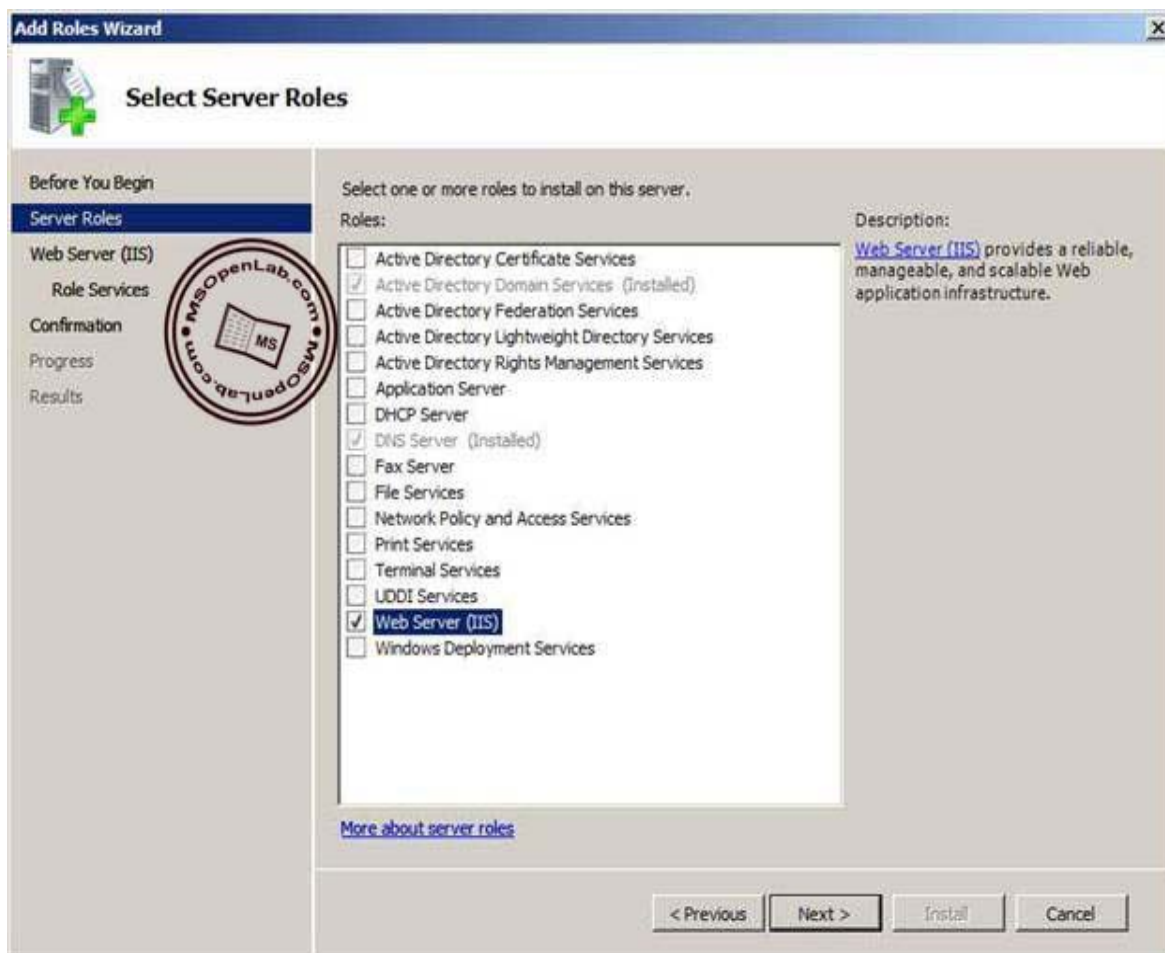 Add Roles Wizard
Select Server Roles
Before You Begin
Server Roles
Web Server (IIS)
Role Services
Confirmation
Progress
Results
MSOpenLab.com • MSOpenLab.com •
MS
Select one or more roles to install on this server.
Roles:
Active Directory Certificate Services
Active Directory Domain Services (Installed)
Active Directory Federation Services
Active Directory Lightweight Directory Services
Active Directory Rights Management Services
Application Server
DHCP Server
DNS Server (Installed)
Fax Server
File Services
Network Policy and Access Services
Print Services
Terminal Services
UDDI Services
Web Server (IIS)
Windows Deployment Services
More about server roles
Description:
Web Server (IIS) provides a reliable,
manageable, and scalable Web
application infrastructure.
< Previous
Next >
Install
Cancel